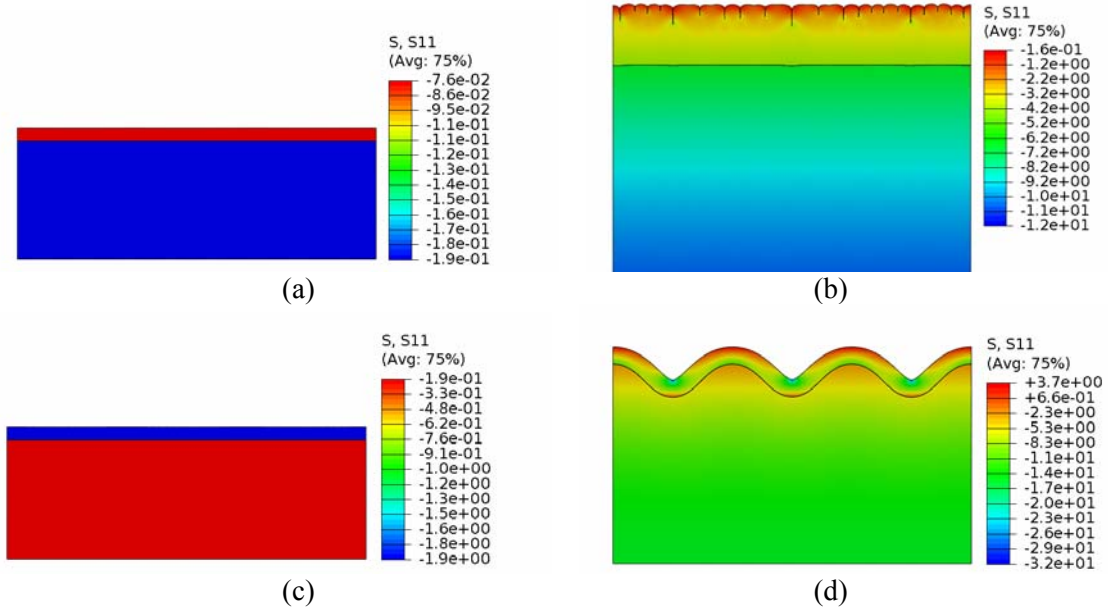 S, S11
(Avg: 75%)
-7.6e-02
-8.6e-02
-9.5e-02
-1.1e-01
-1.1e-01
-1.2e-01
-1.3e-01
-1.4e-01
-1.5e-01
-1.6e-01
-1.7e-01
-1.8e-01
-1.9e-01
(a)
S, S11
(Avg: 75%)
-1.6e-01
-1.2e+00
-2.2e+00
-3.2e+00
-4.2e+00
-5.2e+00
-6.2e+00
-7.2e+00
-8.2e+00
-9.2e+00
-1.0e+01
-1.1e+01
-1.2e+01
(b)
S, S11
(Avg: 75%)
-1.9e-01
-3.3e-01
-4.8e-01
-6.2e-01
-7.6e-01
-9.1e-01
-1.0e+00
-1.2e+00
-1.3e+00
-1.5e+00
-1.6e+00
-1.8e+00
-1.9e+00
(c)
S, S11
(Avg: 75%)
+3.7e+00
+6.6e-01
-2.3e+00
-5.3e+00
-8.3e+00
-1.1e+01
-1.4e+01
-1.7e+01
-2.0e+01
-2.3e+01
-2.6e+01
-2.9e+01
-3.2e+01
(d)